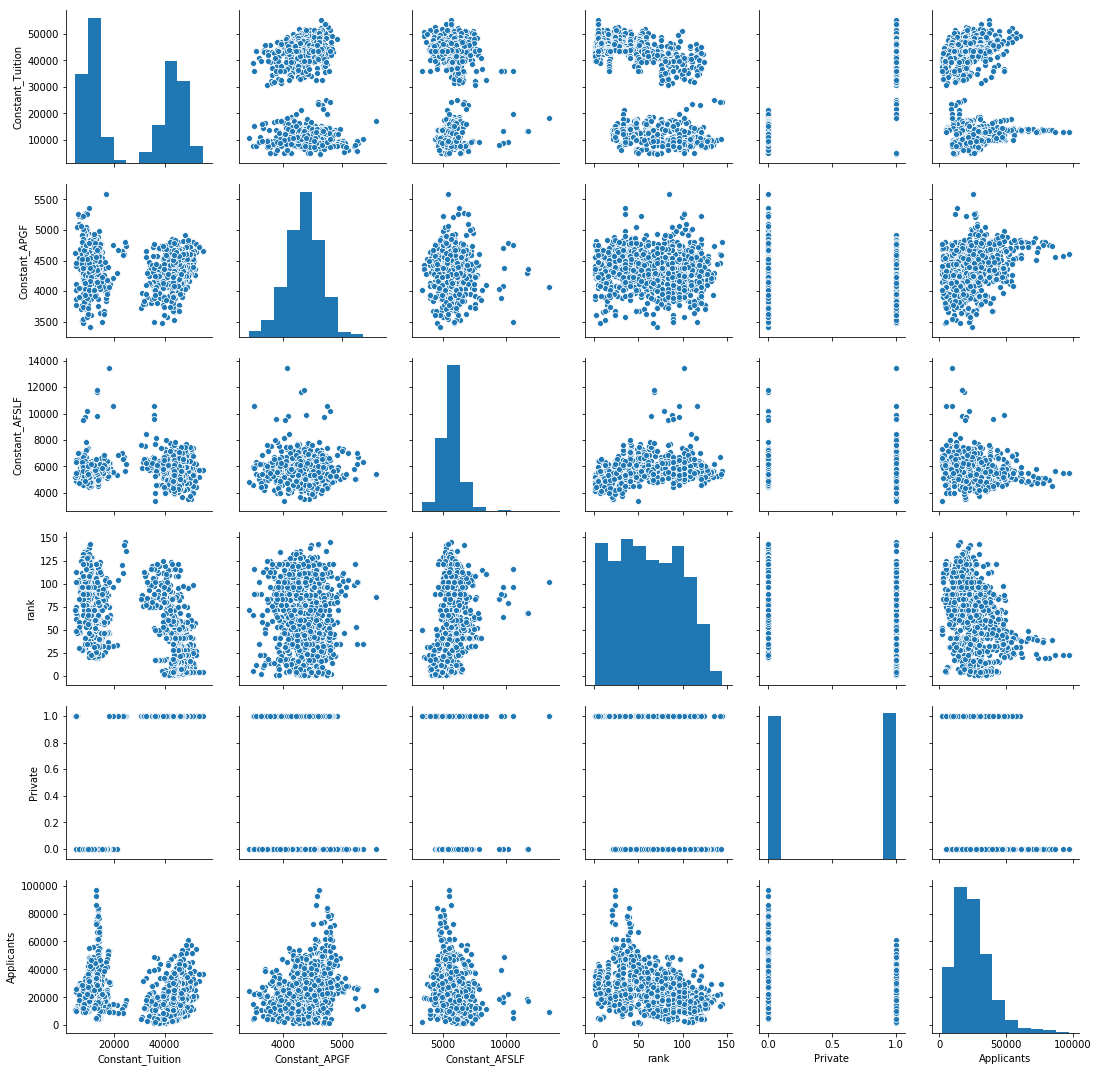 50000
40000
30000
20000
10000
Constant_Tuition
5500
5000
4500
4000
3500
Constant_APGF
14000
12000
10000
8000
6000
4000
Constant_AFSLF
150
125
100
75
50
25
0
rank
1.0
0.8
0.6
0.4
0.2
0.0
Private
100000
80000
60000
40000
20000
0
Applicants
20000 40000
Constant_Tuition
4000 5000
Constant_APGF
5000 10000
Constant_AFSLF
0 50 100 150
rank
0.0 0.5 1.0
Private
0 50000 100000
Applicants